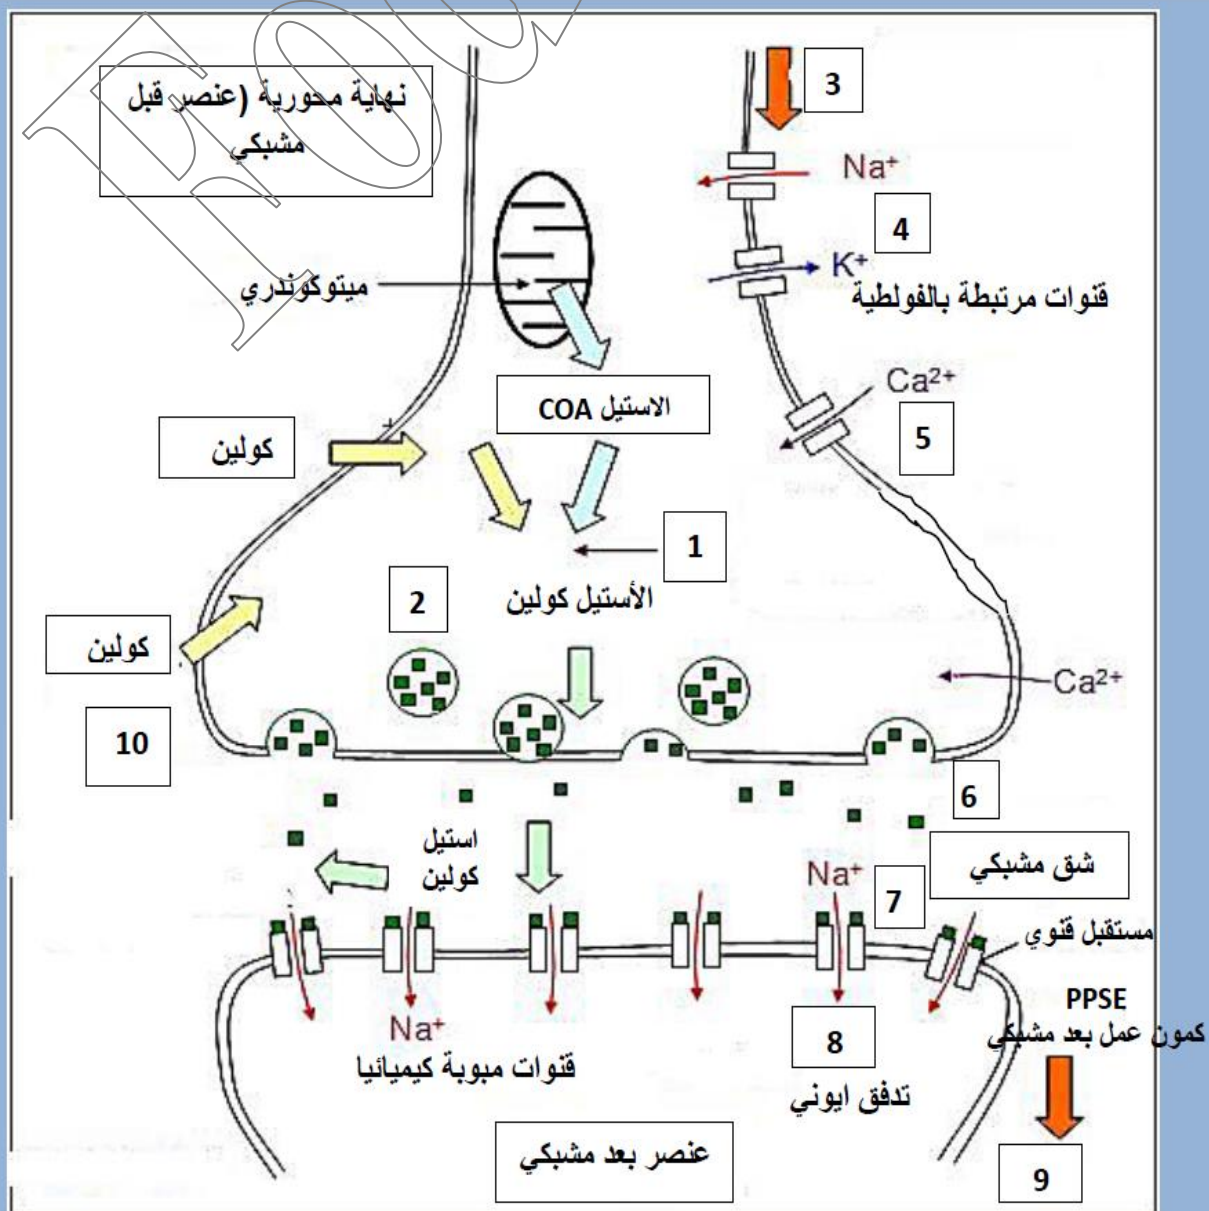 نهاية محورية (عنصر قبل
مشبكي
3
Na⁺
4
K⁺
قنوات مرتبطة بالفولطية
ميتوكوندري
Ca²⁺
5
الاستيل COA
كولين
1
الأستيل كولين
2
كولين
Ca²⁺
10
6
استيل
كولين
شق مشبكي
Na⁺
7
مستقبل قنوي
PPSE
كمون عمل بعد مشبكي
Na⁺
8
قنوات مبوبة كيميائيا
تدفق ايوني
عنصر بعد مشبكي
9